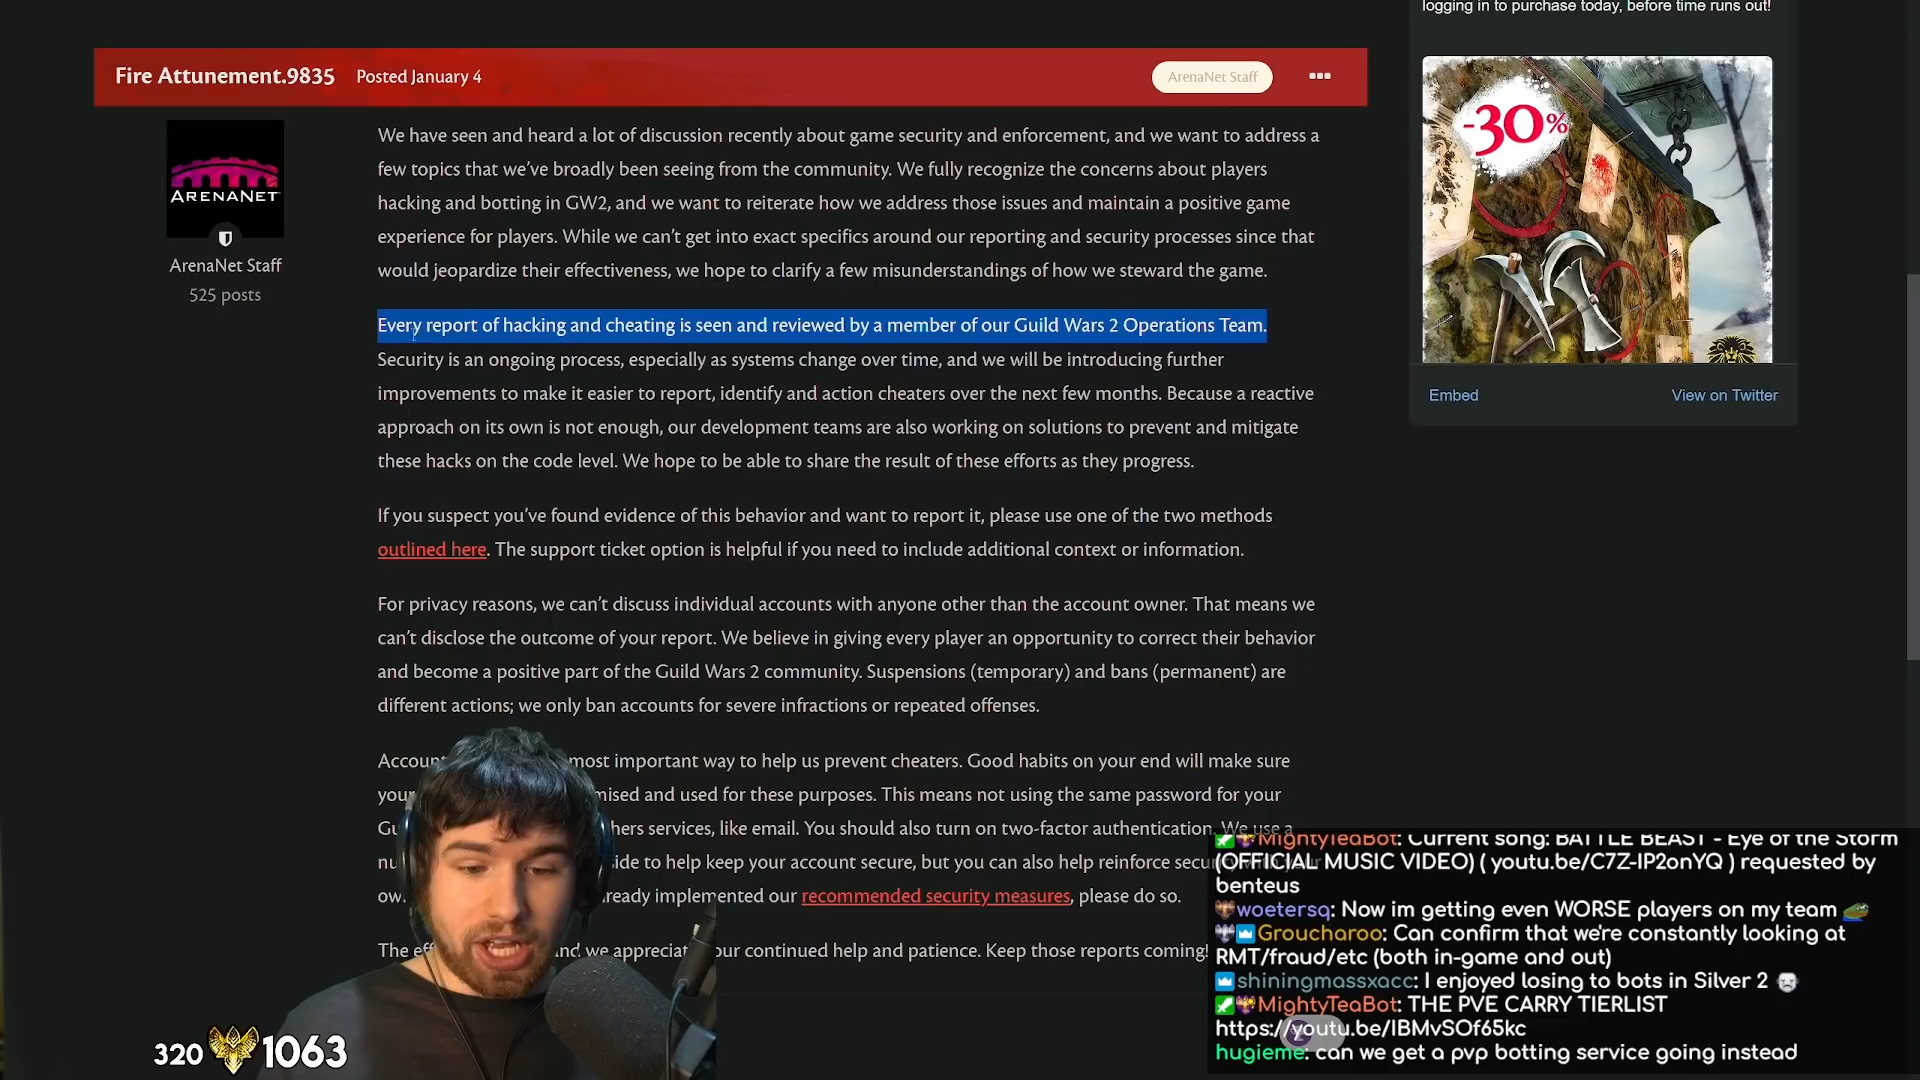 logging in to purchase today, before time runs out!
Fire Attunement.9835 Posted January 4 ArenaNet Staff
-30%
ARENANET
ArenaNet Staff
525 posts
We have seen and heard a lot of discussion recently about game security and enforcement, and we want to address a
few topics that we've broadly been seeing from the community. We fully recognize the concerns about players
hacking and botting in GW2, and we want to reiterate how we address those issues and maintain a positive game
experience for players. While we can't get into exact specifics around our reporting and security processes since that
would jeopardize their effectiveness, we hope to clarify a few misunderstandings of how we steward the game.
Every report of hacking and cheating is seen and reviewed by a member of our Guild Wars 2 Operations Team.
Security is an ongoing process, especially as systems change over time, and we will be introducing further
improvements to make it easier to report, identify and action cheaters over the next few months. Because a reactive
approach on its own is not enough, our development teams are also working on solutions to prevent and mitigate
these hacks on the code level. We hope to be able to share the result of these efforts as they progress.
If you suspect you've found evidence of this behavior and want to report it, please use one of the two methods
outlined here. The support ticket option is helpful if you need to include additional context or information.
For privacy reasons, we can't discuss individual accounts with anyone other than the account owner. That means we
can't disclose the outcome of your report. We believe in giving every player an opportunity to correct their behavior
and become a positive part of the Guild Wars 2 community. Suspensions (temporary) and bans (permanent) are
different actions; we only ban accounts for severe infractions or repeated offenses.
most important way to help us prevent cheaters. Good habits on your end will make sure
and used for these purposes. This means not using the same password for your
services, like email. You should also turn on two-factor authentication. We use a
to help keep your account secure, but you can also help reinforce
implemented our recommended security measures, please do so.
The we continued help and patience. Keep those reports coming!
Embed View on Twitter
MightyTeaBot: Current song: BATTLE BEAST - Eye of the Storm
(OFFICIAL MUSIC VIDEO) ( youtu.be/C7Z-IP2onYQ ) requested by
benteus
woetersq: Now im getting even WORSE players on my team
Groucharoo: Can confirm that we're constantly looking at
RMT/fraud/etc (both in-game and out)
shiningmassxacc: I enjoyed losing to bots in Silver 2
MightyTeaBot: THE PVE CARRY TIERLIST
https://youtu.be/IBMvSOf65kc
hugieme: can we get a pvp botting service going instead
320 1063